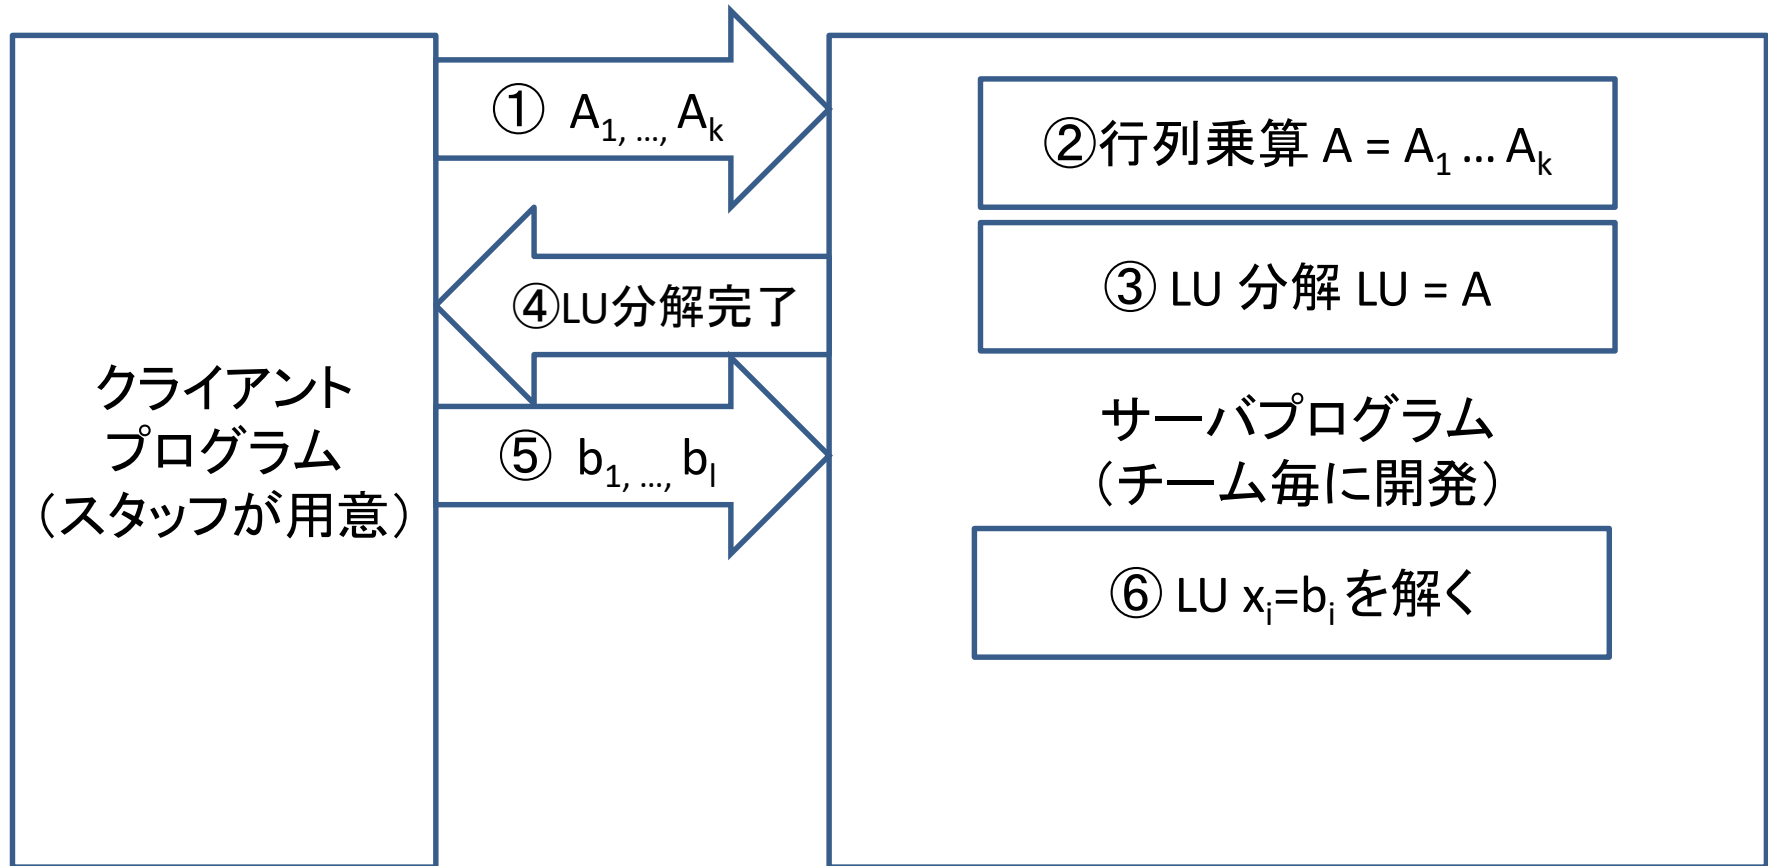 ① A1, ..., Ak
②行列乗算 A = A1 ... Ak
③ LU 分解 LU = A
④LU分解完了
クライアント
プログラム
（スタッフが用意）
⑤ b1, ..., bl
サーバプログラム
（チーム毎に開発）
⑥ LU xi=bi を解く